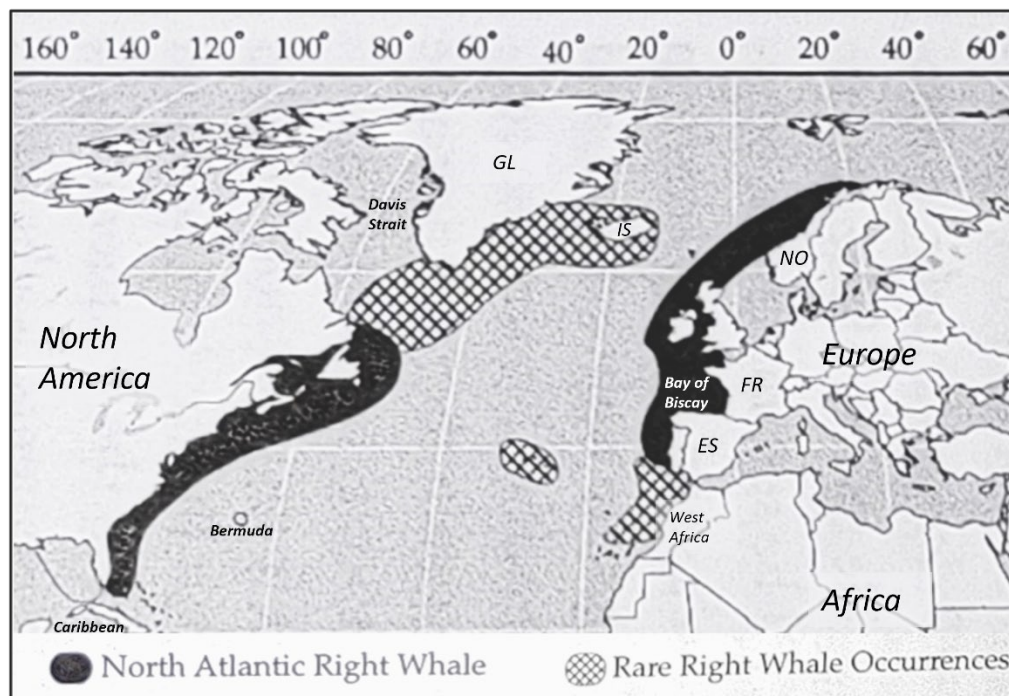 160° 140° 120° 100° 80° 60° 40° 20° 0° 20° 40° 60°
GL
Davis
Strait
IS
NO
North
America
Europe
Bay of
Biscay
FR
ES
Bermuda
West
Africa
Africa
Caribbean
North Atlantic Right Whale
Rare Right Whale Occurrences